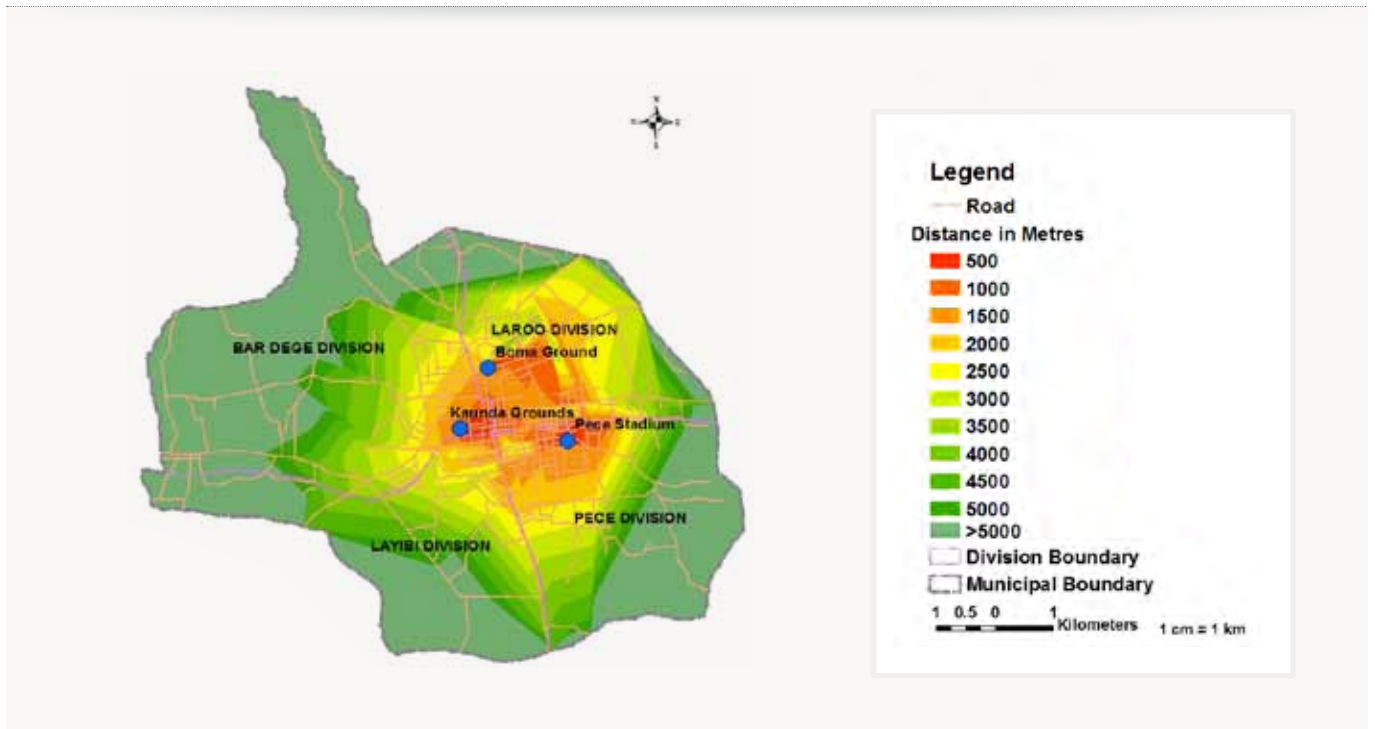 BAR DEGE DIVISION
LAROO DIVISION
Boma Ground
Kaunda Grounds
Pece Stadium
PECE DIVISION
LAYIBI DIVISION
Legend
Road
Distance in Metres
500
1000
1500
2000
2500
3000
3500
4000
4500
5000
>5000
Division Boundary
Municipal Boundary
1 0.5 0 1
Kilometers
1 cm = 1 km